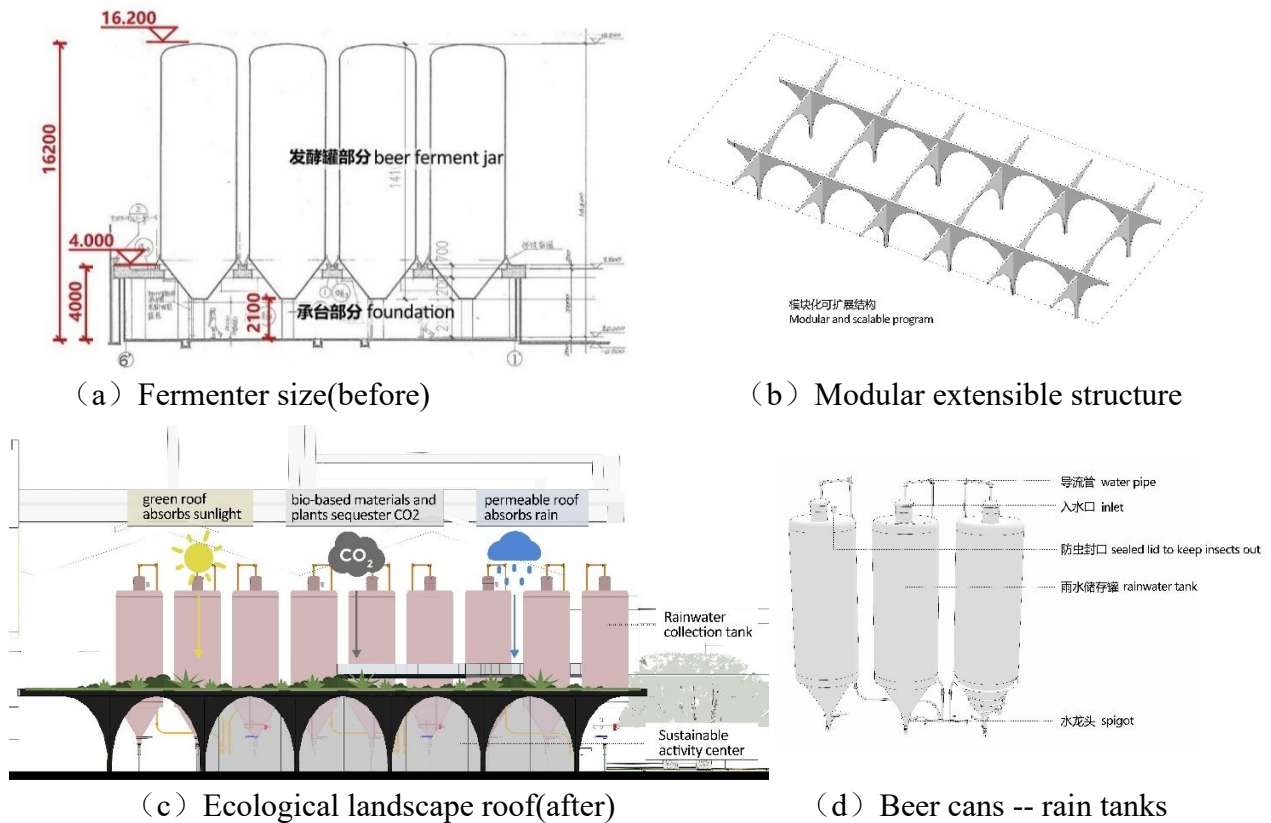 16.200
16200
发酵罐部分 beer ferment jar
4.000
4000
2100
承台部分 foundation
700
6'
1
（a）Fermenter size(before)
模块化可扩展结构
Modular and scalable program
（b）Modular extensible structure
green roof
absorbs sunlight
bio-based materials and
plants sequester CO2
permeable roof
absorbs rain
CO2
Rainwater
collection tank
Sustainable
activity center
（c）Ecological landscape roof(after)
导流管 water pipe
入水口 inlet
防虫封口 sealed lid to keep insects out
雨水储存罐 rainwater tank
水龙头 spigot
（d）Beer cans -- rain tanks